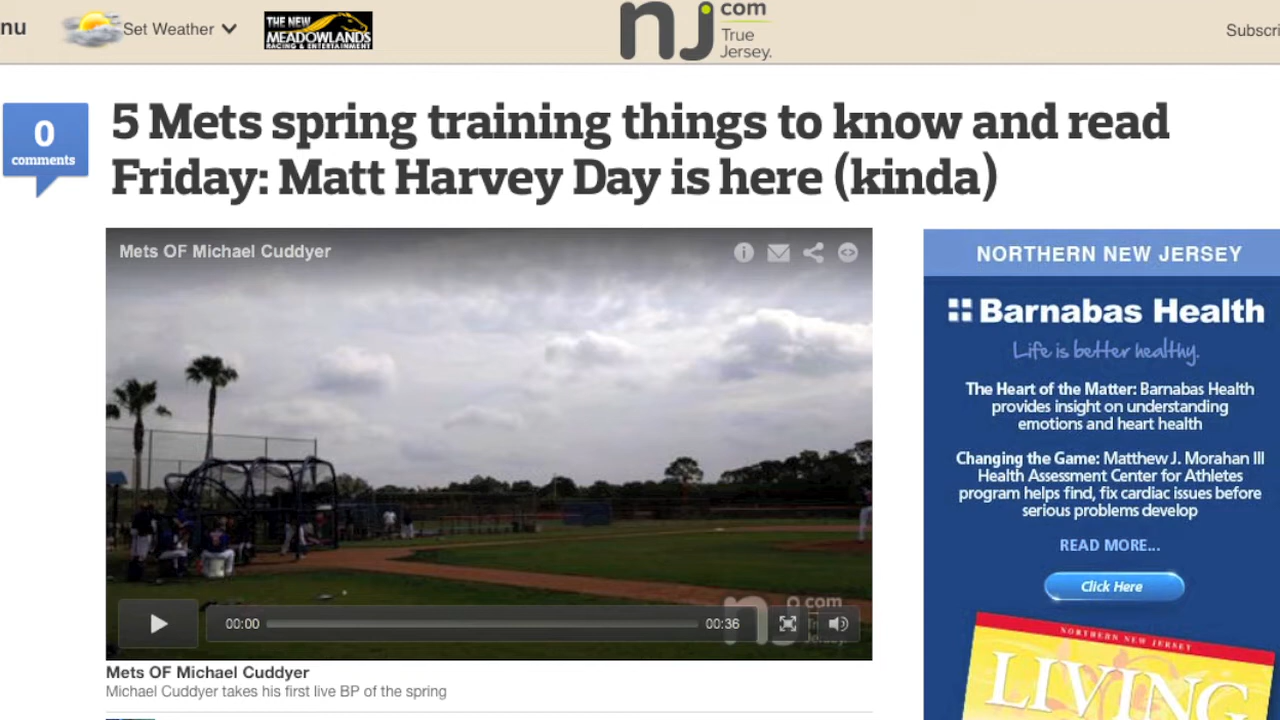 nu
Set Weather
THE NEW
MEADOWLANDS
RACING & ENTERTAINMENT
nj
com
True
Jersey.
Subscri
0
comments
5 Mets spring training things to know and read
Friday: Matt Harvey Day is here (kinda)
Mets OF Michael Cuddyer
00:00
00:36
nj
com
Mets OF Michael Cuddyer
Michael Cuddyer takes his first live BP of the spring
NORTHERN NEW JERSEY
Barnabas Health
Life is better healthy.
The Heart of the Matter: Barnabas Health
provides insight on understanding
emotions and heart health
Changing the Game: Matthew J. Morahan III
Health Assessment Center for Athletes
program helps find, fix cardiac issues before
serious problems develop
READ MORE...
Click Here
NORTHERN NEW JERSEY
LIVING